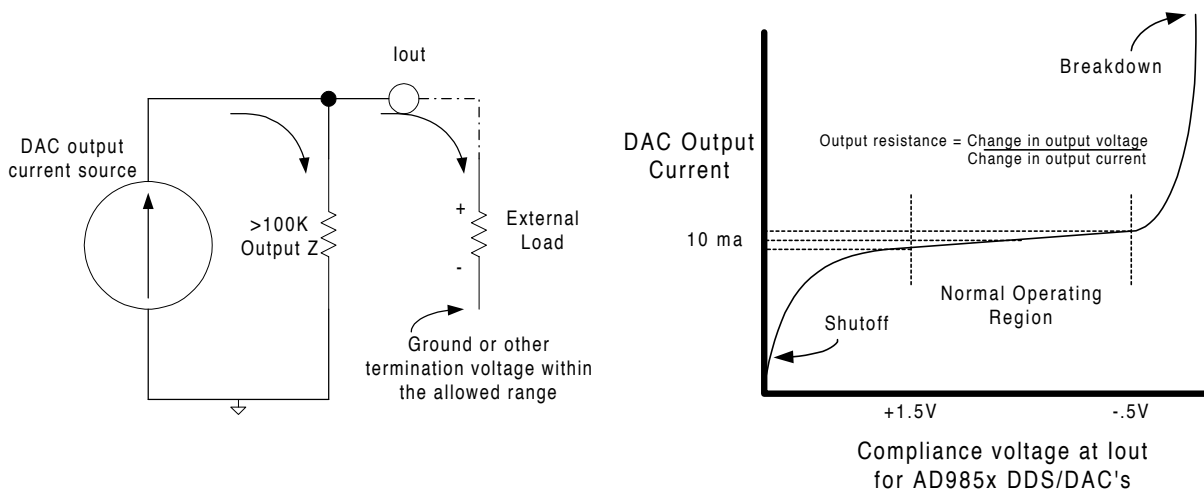 Iout
DAC output
current source
>100K
Output Z
+
-
External
Load
Ground or other
termination voltage within
the allowed range
DAC Output
Current
Breakdown
Output resistance = Change in output voltage
Change in output current
10 ma
Normal Operating
Region
Shutoff
+1.5V
-.5V
Compliance voltage at Iout
for AD985x DDS/DAC's